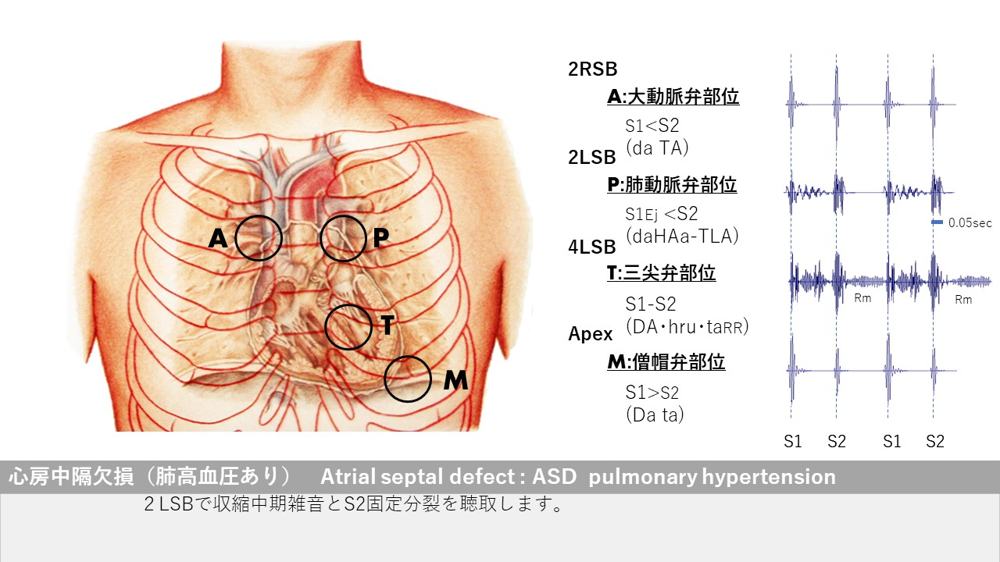 A
P
T
M
2RSB
A:大動脈弁部位
S1<S2
(da TA)
2LSB
P:肺動脈弁部位
S1Ej <S2
(daHAa-TLA)
4LSB
T:三尖弁部位
S1-S2
(DA・hru・taRR)
Apex
M:僧帽弁部位
S1>S2
(Da ta)
0.05sec
Rm
Rm
S1 S2 S1 S2
心房中隔欠損（肺高血圧あり） Atrial septal defect : ASD pulmonary hypertension
２LSBで収縮中期雑音とS2固定分裂を聴取します。